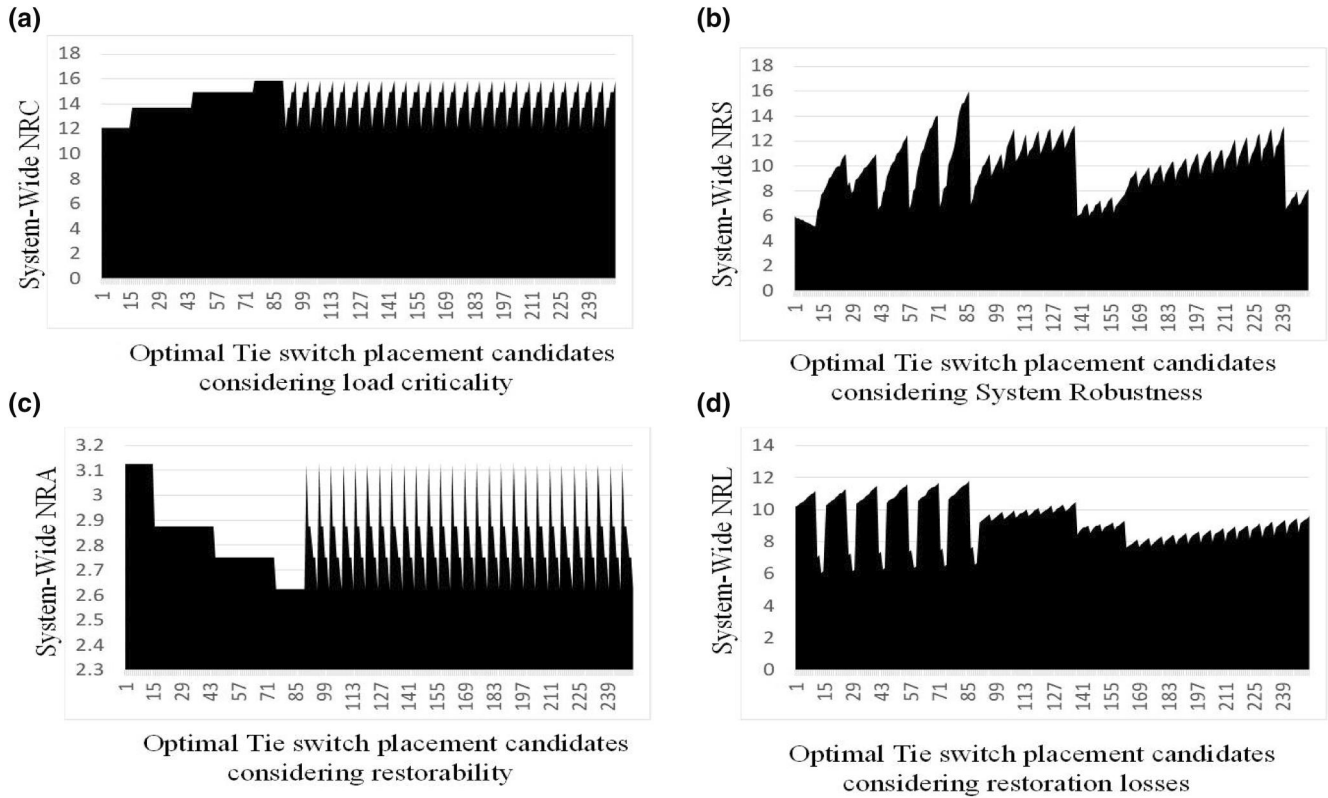 (a)
System-Wide NRC
18
16
14
12
10
8
6
4
2
0
1 15 29 43 57 71 85 99 113 127 141 155 169 183 197 211 225 239
Optimal Tie switch placement candidates
considering load criticality
(b)
System-Wide NRS
18
16
14
12
10
8
6
4
2
0
1 15 29 43 57 71 85 99 113 127 141 155 169 183 197 211 225 239
Optimal Tie switch placement candidates
considering System Robustness
(c)
System-Wide NRA
3.2
3.1
3
2.9
2.8
2.7
2.6
2.5
2.4
2.3
1 15 29 43 57 71 85 99 113 127 141 155 169 183 197 211 225 239
Optimal Tie switch placement candidates
considering restorability
(d)
System-Wide NRL
14
12
10
8
6
4
2
0
1 15 29 43 57 71 85 99 113 127 141 155 169 183 197 211 225 239
Optimal Tie switch placement candidates
considering restoration losses